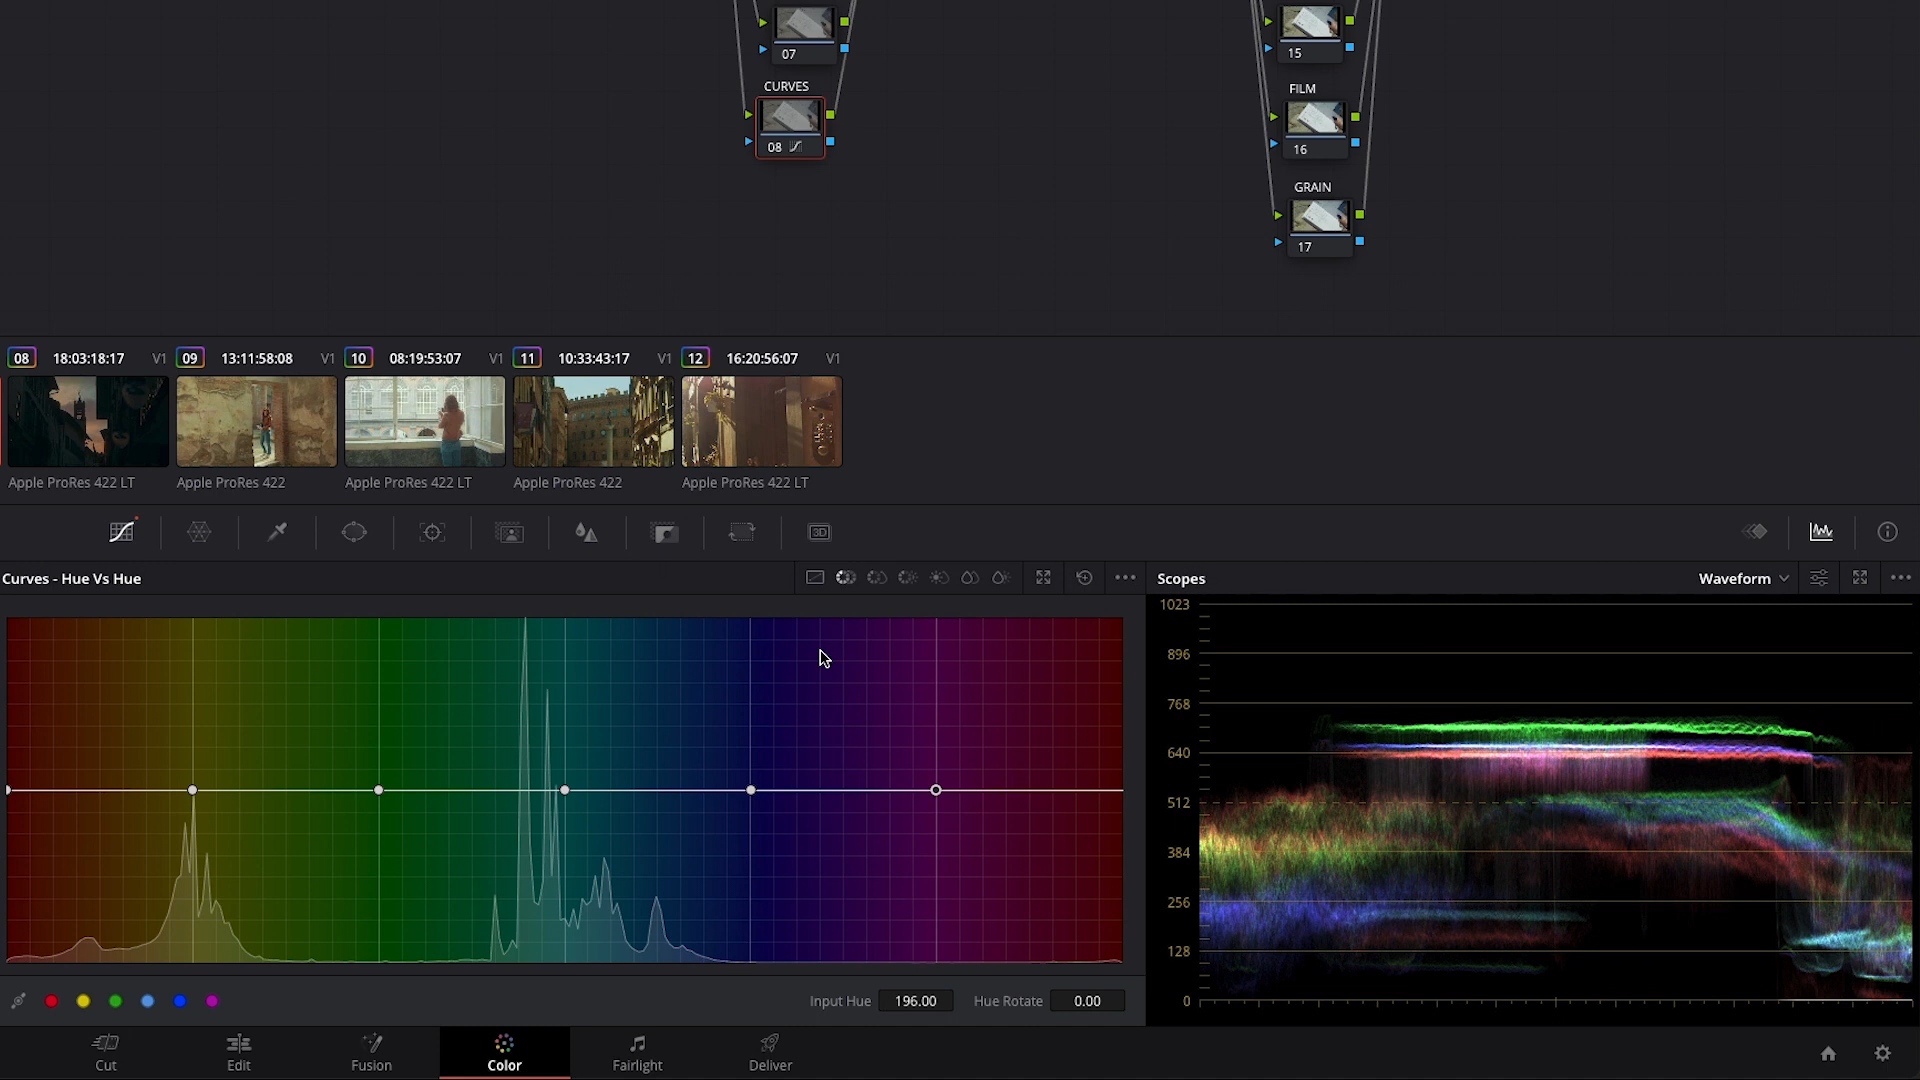 07
15
CURVES
FILM
08
16
GRAIN
17
08 18:03:18:17 V1 09 13:11:58:08 V1 10 08:19:53:07 V1 11 10:33:43:17 V1 12 16:20:56:07 V1
Apple ProRes 422 LT Apple ProRes 422 Apple ProRes 422 LT Apple ProRes 422 Apple ProRes 422 LT
3D
Curves - Hue Vs Hue
Scopes
Waveform
1023
896
768
640
512
384
256
128
0
Input Hue 196.00 Hue Rotate 0.00
Cut Edit Fusion Color Fairlight Deliver